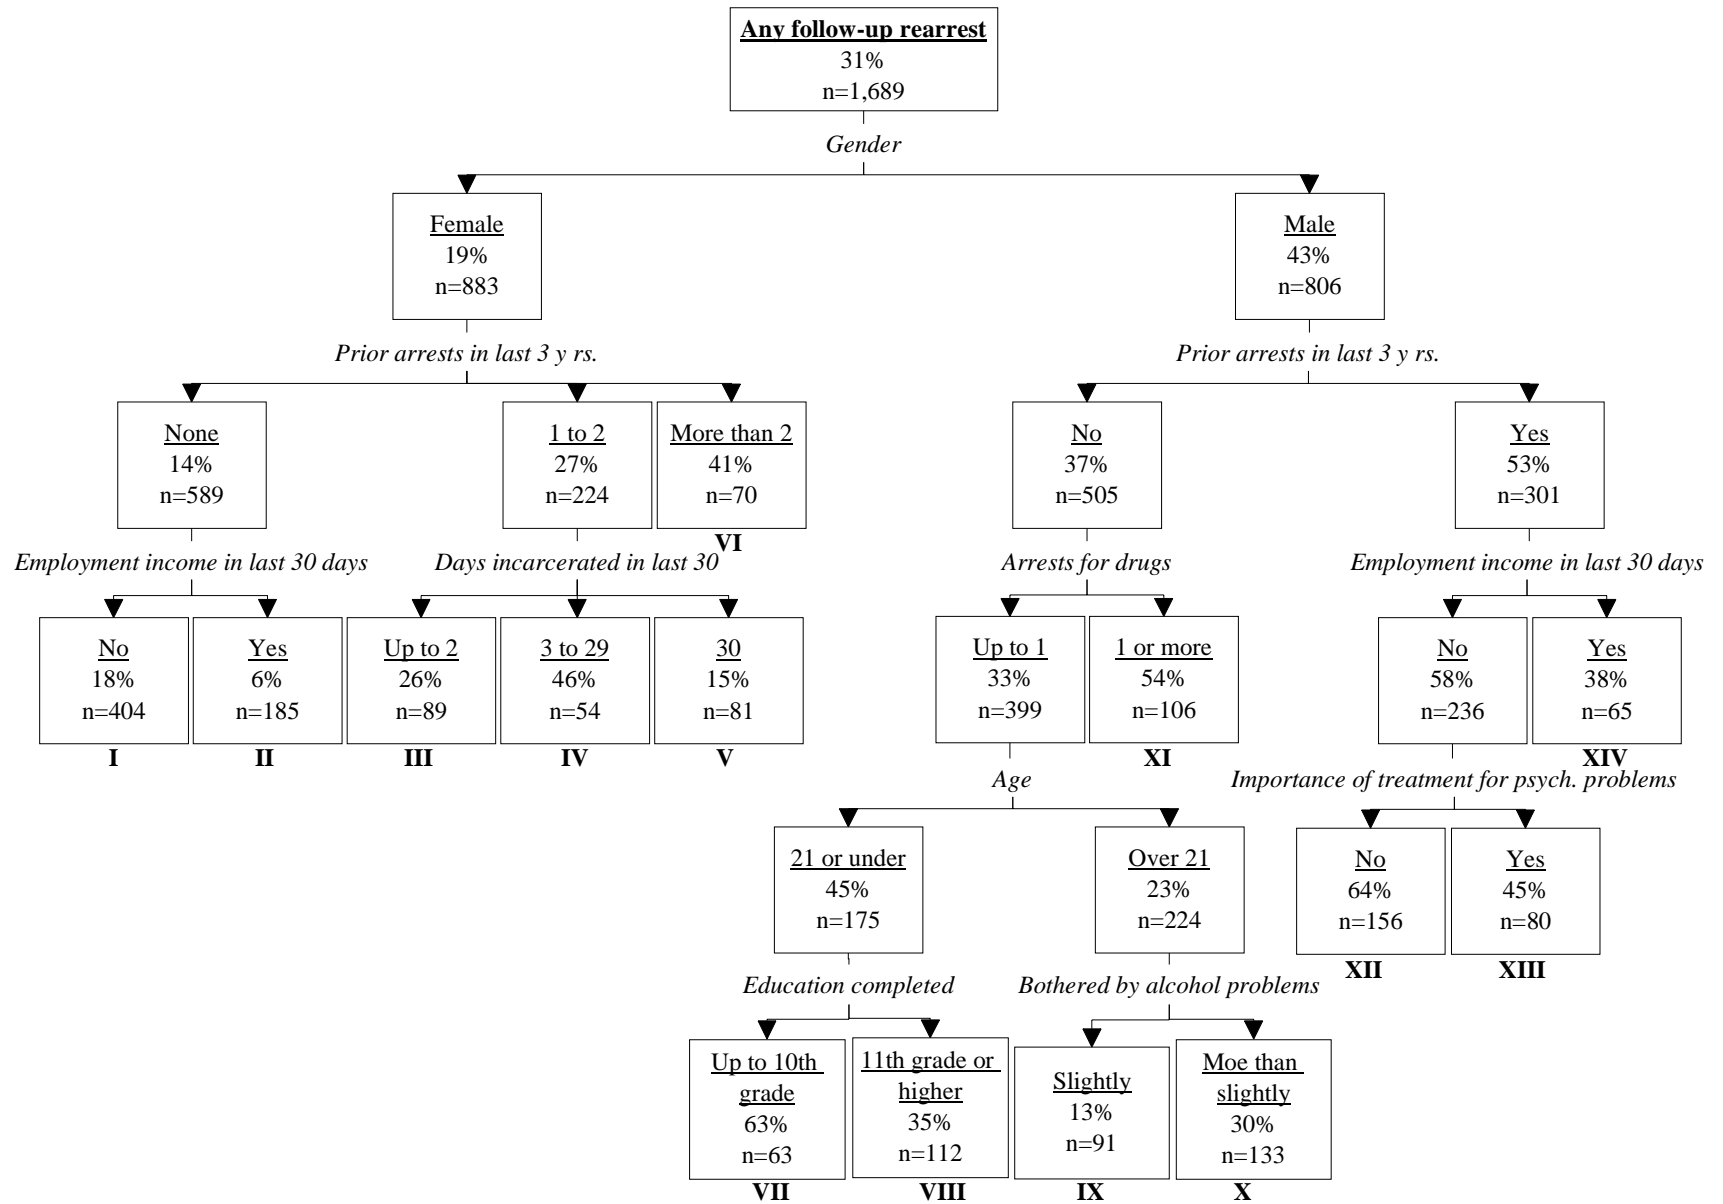 Any follow-up rearrest
31%
n=1,689
Gender
Female
19%
n=883
Male
43%
n=806
Prior arrests in last 3 y rs.
Prior arrests in last 3 y rs.
None
14%
n=589
1 to 2
27%
n=224
More than 2
41%
n=70
VI
No
37%
n=505
Yes
53%
n=301
Employment income in last 30 days
Days incarcerated in last 30
Arrests for drugs
Employment income in last 30 days
No
18%
n=404
I
Yes
6%
n=185
II
Up to 2
26%
n=89
III
3 to 29
46%
n=54
IV
30
15%
n=81
V
Up to 1
33%
n=399
1 or more
54%
n=106
XI
No
58%
n=236
Yes
38%
n=65
XIV
Age
Importance of treatment for psych. problems
21 or under
45%
n=175
Over 21
23%
n=224
No
64%
n=156
XII
Yes
45%
n=80
XIII
Education completed
Bothered by alcohol problems
Up to 10th
grade
63%
n=63
VII
11th grade or
higher
35%
n=112
VIII
Slightly
13%
n=91
IX
Moe than
slightly
30%
n=133
X